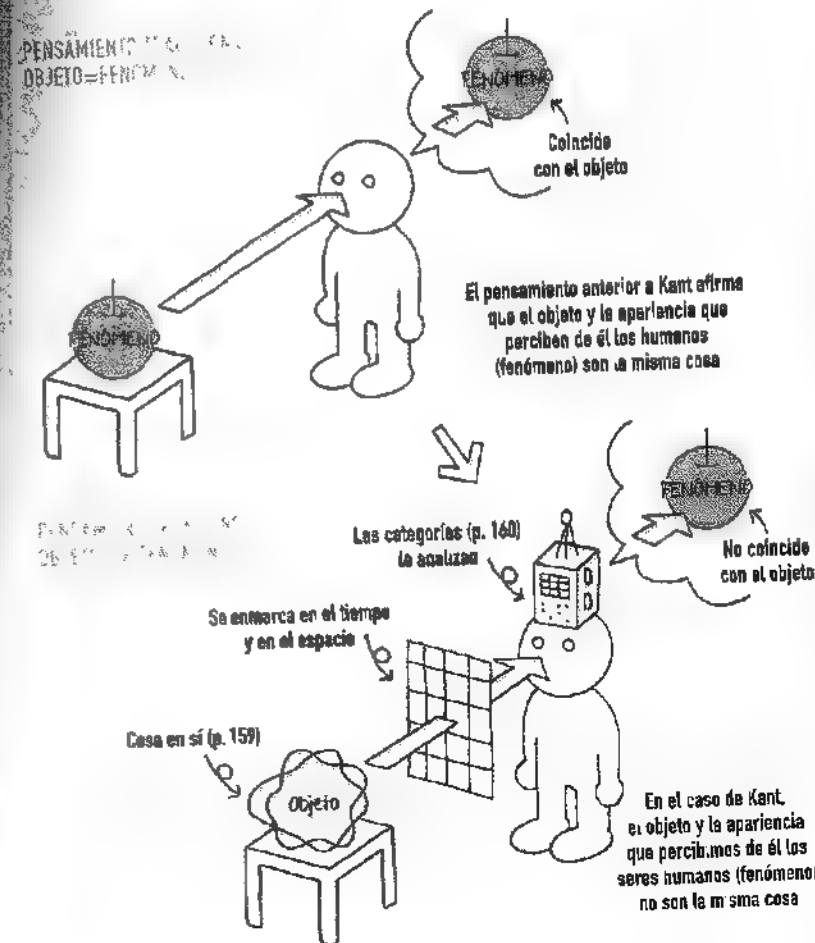 PENSAMIENTO
OBJETO=FENÓMENO
FENÓMENO
Coincide
con el objeto
FENÓMENO
El pensamiento anterior a Kant afirma
que el objeto y la apariencia que
perciben de él los humanos
(fenómeno) son la misma cosa
FENÓMENO
No coincide
con el objeto
Las categorías (p. 160)
lo analizan
Se enmarca en el tiempo
y en el espacio
Cosa en sí (p. 159)
Objeto
En el caso de Kant,
el objeto y la apariencia
que percibimos de él los
seres humanos (fenómeno)
no son la misma cosa